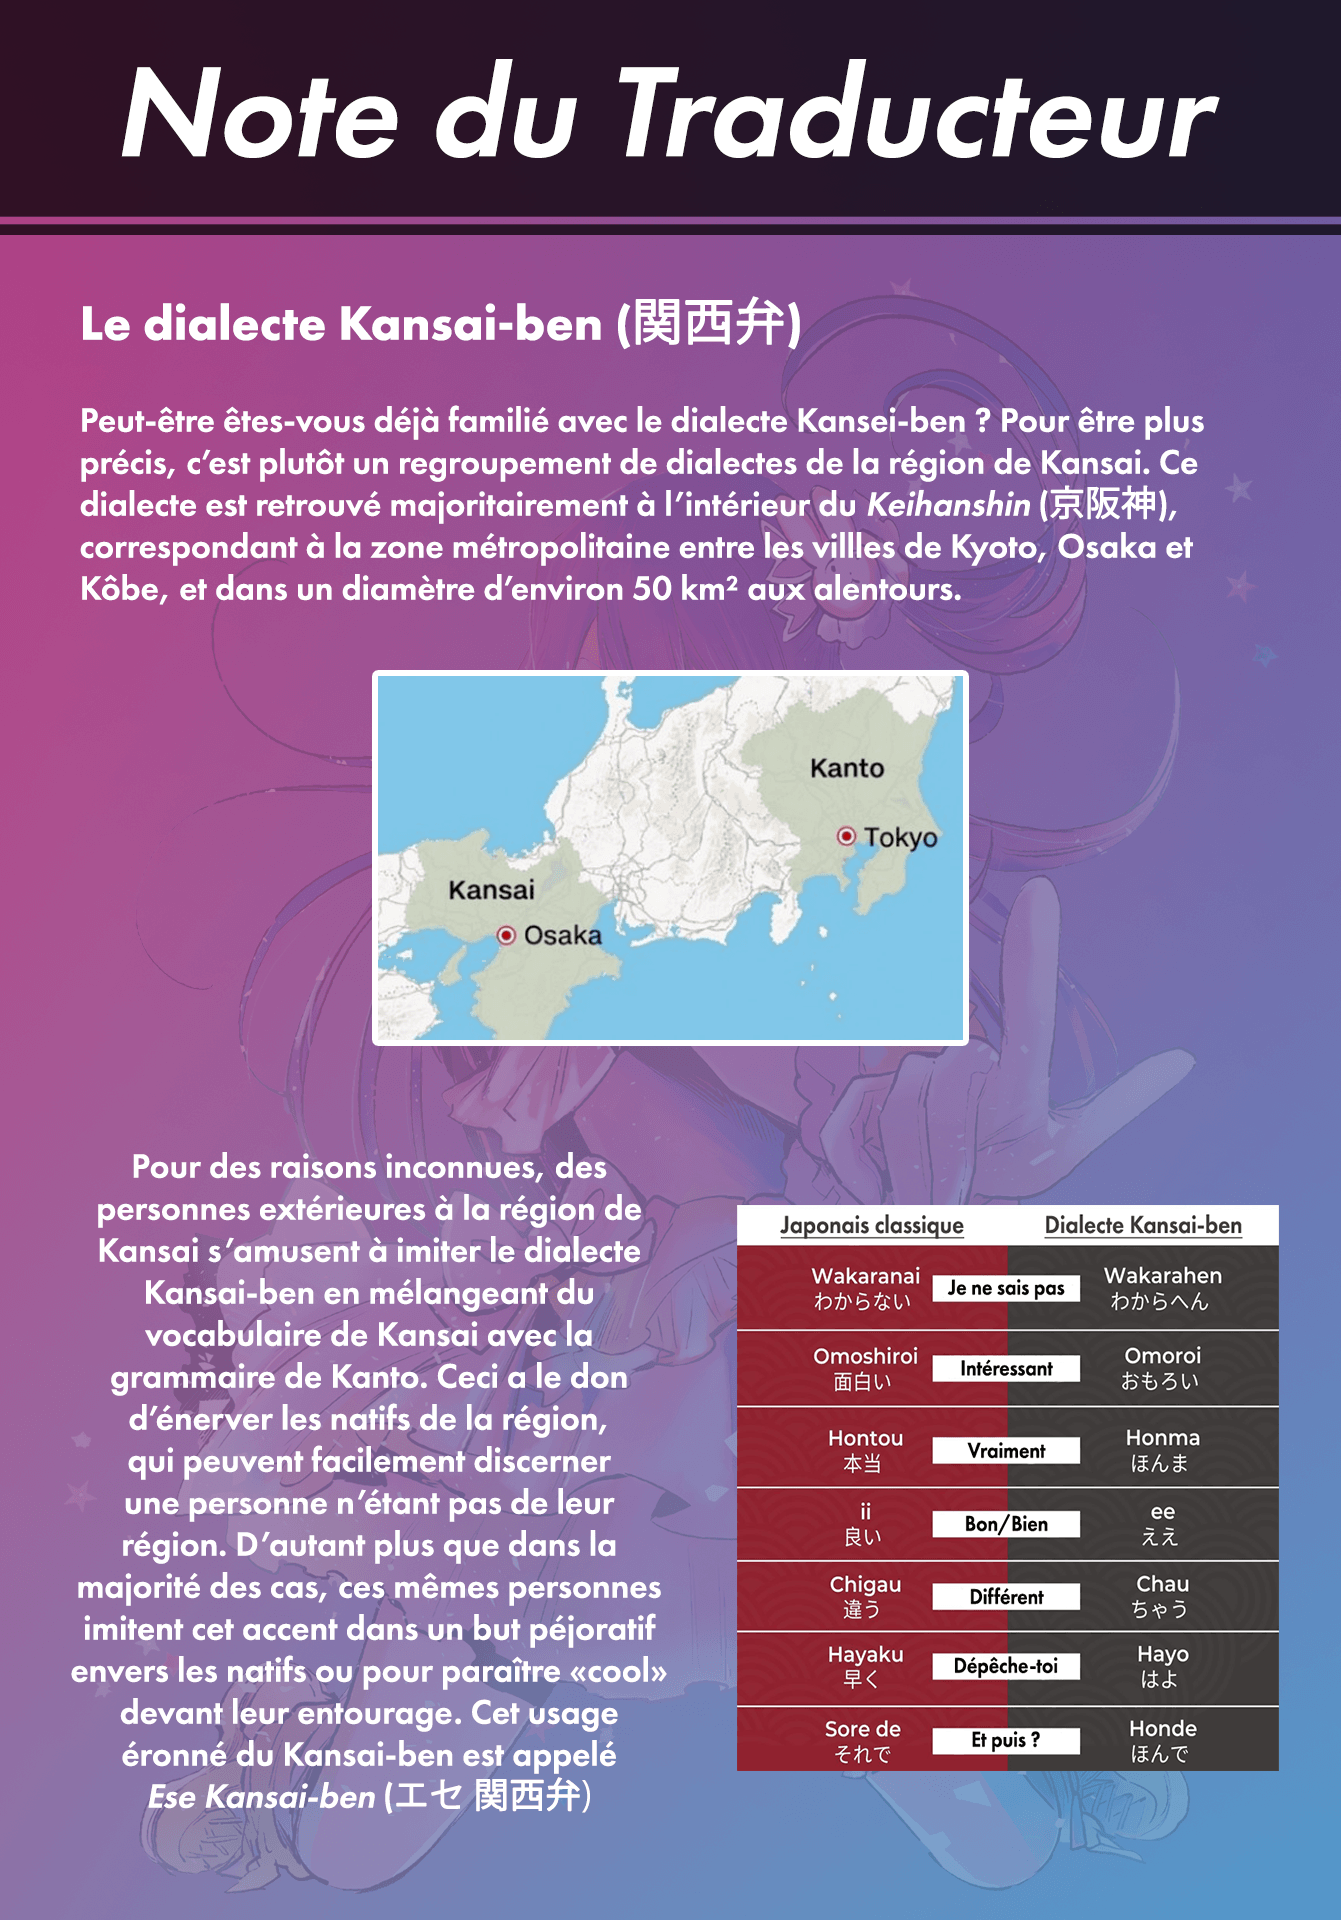 Note du Traducteur
Le dialecte Kansai-ben (関西弁)
Peut-être êtes-vous déjà familié avec le dialecte Kansei-ben ? Pour être plus
précis, c’est plutôt un regroupement de dialectes de la région de Kansai. Ce
dialecte est retrouvé majoritairement à l’intérieur du Keihanshin (京阪神),
correspondant à la zone métropolitaine entre les villles de Kyoto, Osaka et
Kôbe, et dans un diamètre d’environ 50 km² aux alentours.
Kanto
Tokyo
Kansai
Osaka
Pour des raisons inconnues, des
personnes extérieures à la région de
Kansai s’amusent à imiter le dialecte
Kansai-ben en mélangeant du
vocabulaire de Kansai avec la
grammaire de Kanto. Ceci a le don
d’énerver les natifs de la région,
qui peuvent facilement discerner
une personne n’étant pas de leur
région. D’autant plus que dans la
majorité des cas, ces mêmes personnes
imitent cet accent dans un but péjoratif
envers les natifs ou pour paraître «cool»
devant leur entourage. Cet usage
éronné du Kansai-ben est appelé
Ese Kansai-ben (エセ 関西弁)
Japonais classique Dialecte Kansai-ben
Wakaranai Je ne sais pas Wakarahen
わからない わからへん
Omoshiroi Intéressant Omoroi
面白い おもろい
Hontou Vraiment Honma
本当 ほんま
ii Bon/Bien ee
良い ええ
Chigau Différent Chau
違う ちゃう
Hayaku Dépêche-toi Hayo
早く はよ
Sore de Et puis ? Honde
それで ほんで